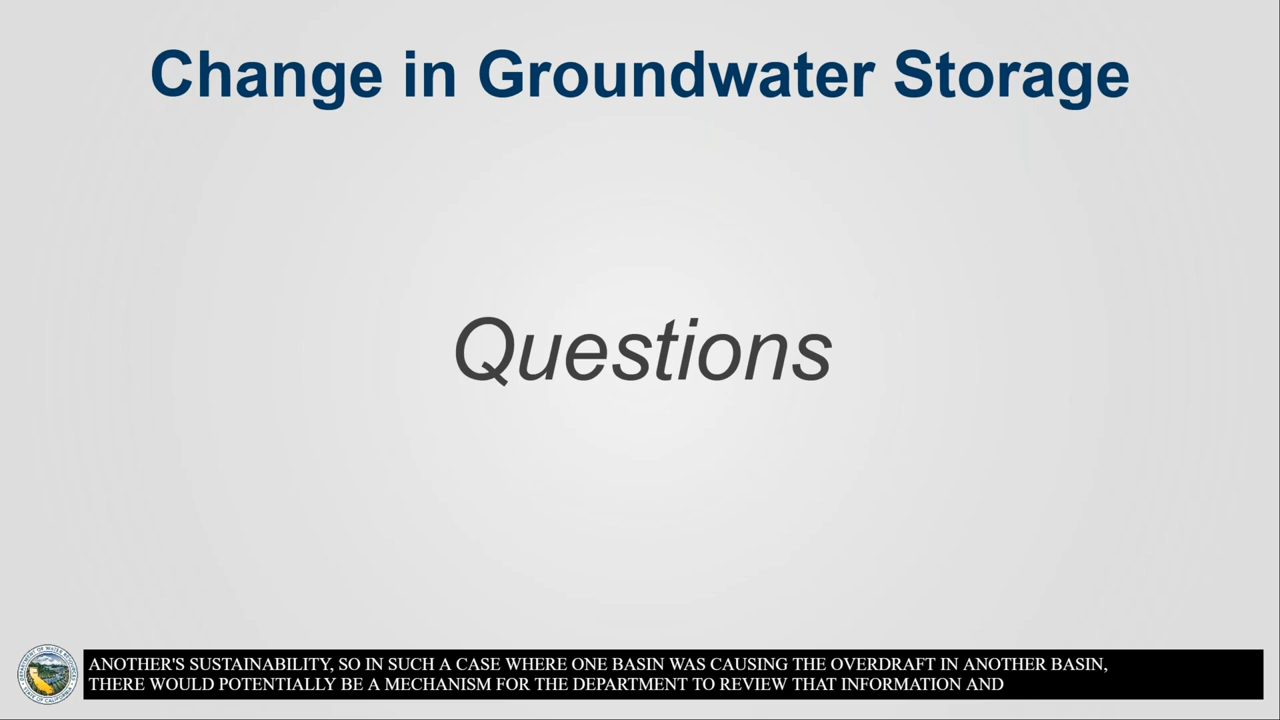 Change in Groundwater Storage
Questions
ANOTHER'S SUSTAINABILITY, SO IN SUCH A CASE WHERE ONE BASIN WAS CAUSING THE OVERDRAFT IN ANOTHER BASIN,
THERE WOULD POTENTIALLY BE A MECHANISM FOR THE DEPARTMENT TO REVIEW THAT INFORMATION AND